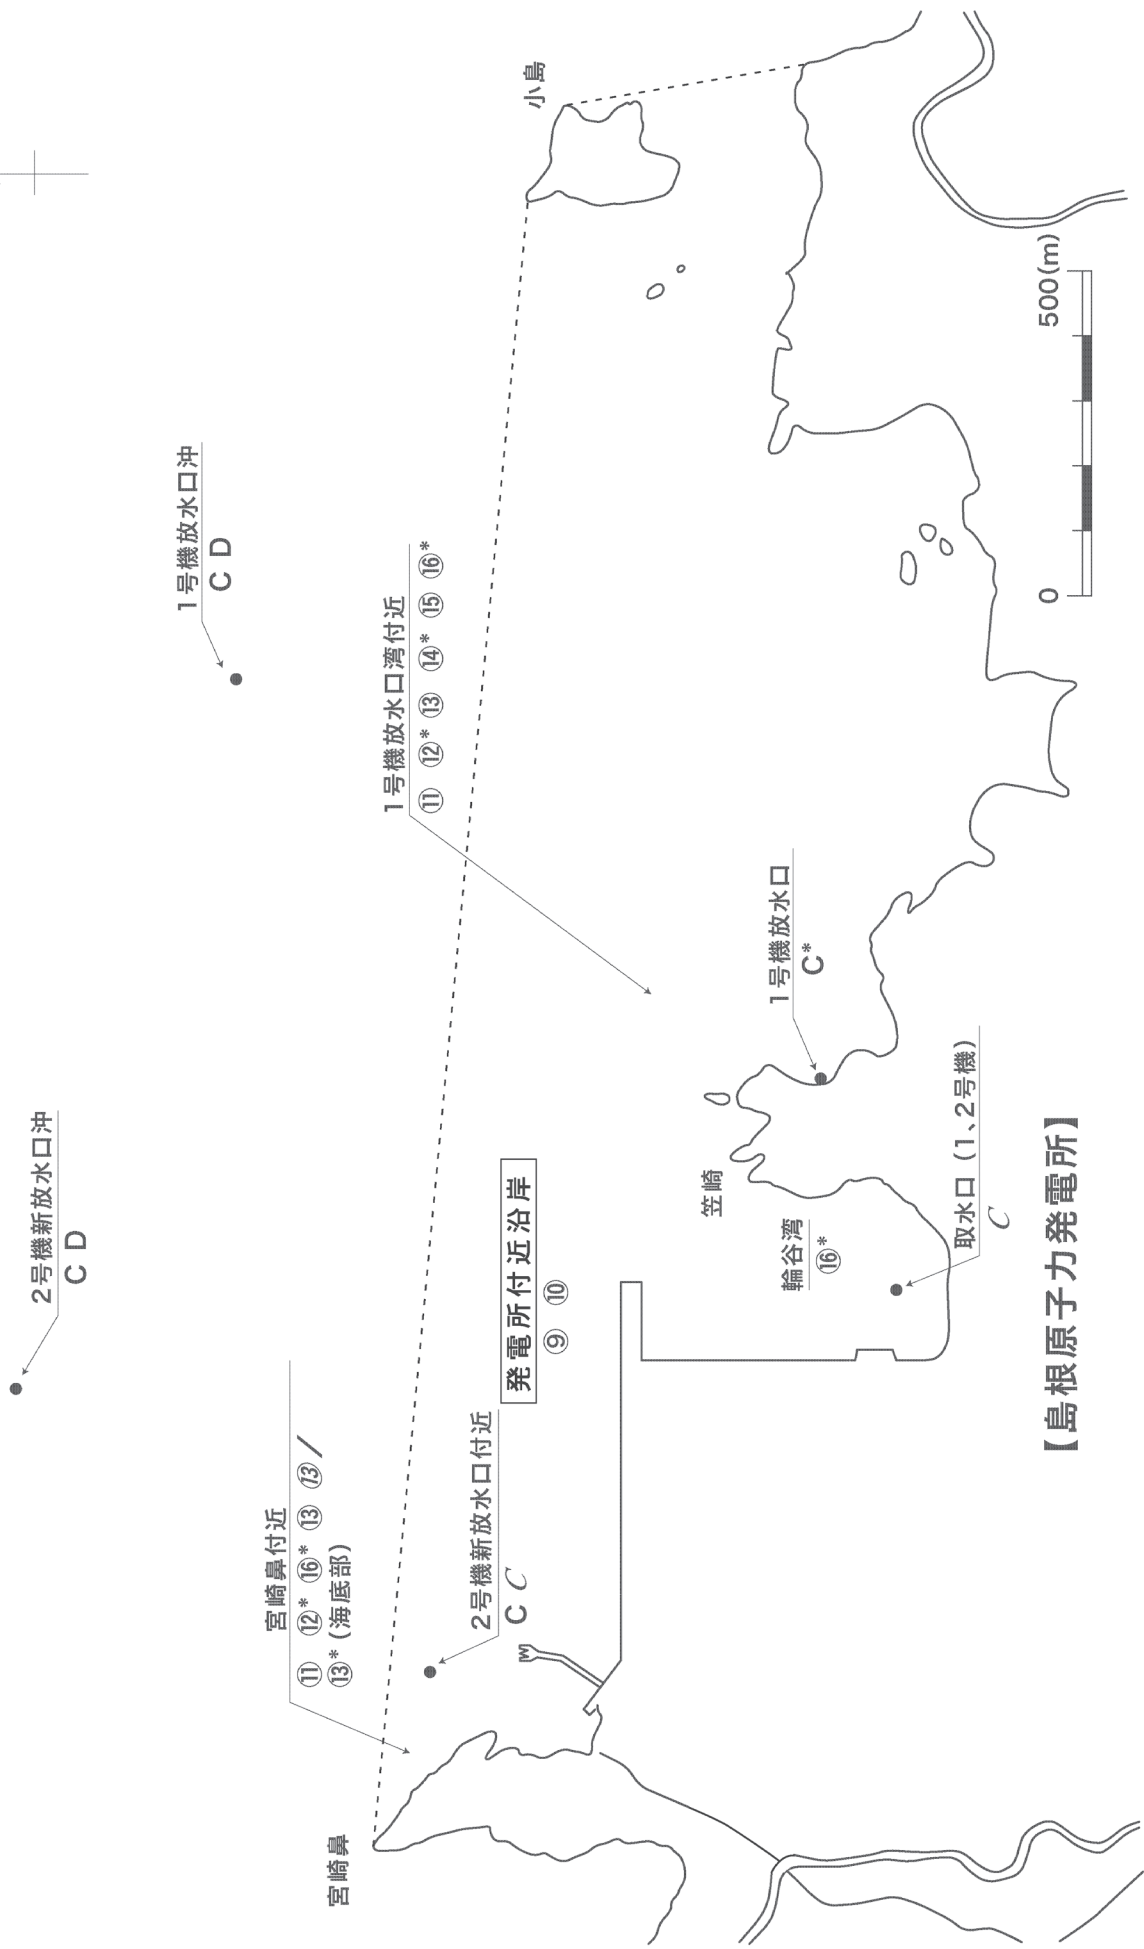 2号機新放水口沖
C D
1号機放水口沖
C D
宮崎鼻付近
⑪ ⑫* ⑯* ⑬ ⑬/
⑬*(海底部)
宮崎鼻
1号機放水口湾付近
⑪ ⑫* ⑬ ⑭* ⑮ ⑯*
小島
2号機新放水口付近
C C
発電所付近沿岸
⑨ ⑩
笠崎
輪谷湾
⑯*
1号機放水口
C*
取水口(1、2号機)
C
【島根原子力発電所】
0 500(m)